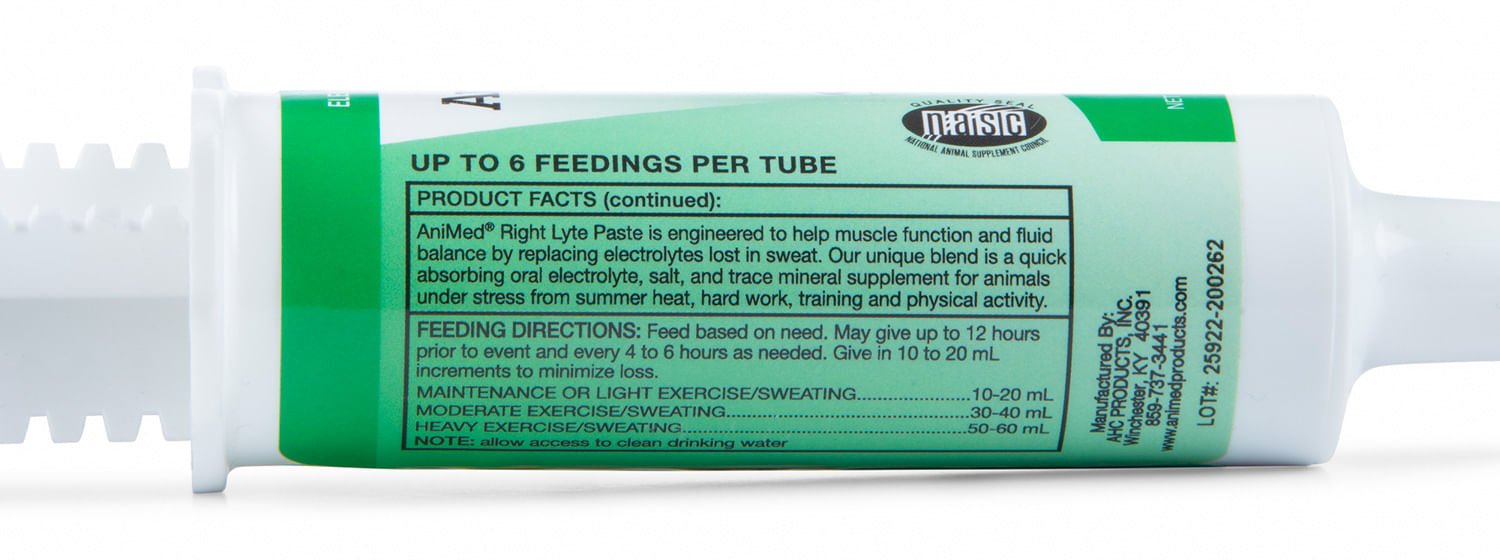 QUALITY SEAL
nasc
NATIONAL ANIMAL SUPPLEMENT COUNCIL
UP TO 6 FEEDINGS PER TUBE
PRODUCT FACTS (continued):
AniMed® Right Lyte Paste is engineered to help muscle function and fluid
balance by replacing electrolytes lost in sweat. Our unique blend is a quick
absorbing oral electrolyte, salt, and trace mineral supplement for animals
under stress from summer heat, hard work, training and physical activity.
FEEDING DIRECTIONS: Feed based on need. May give up to 12 hours
prior to event and every 4 to 6 hours as needed. Give in 10 to 20 mL
increments to minimize loss.
MAINTENANCE OR LIGHT EXERCISE/SWEATING......................10-20 mL
MODERATE EXERCISE/SWEATING................................................30-40 mL
HEAVY EXERCISE/SWEATING........................................................50-60 mL
NOTE: allow access to clean drinking water
Manufactured By:
AHC PRODUCTS, INC.
Winchester, KY 40391
859-737-3441
www.animedproducts.com
LOT#: 25922-200262